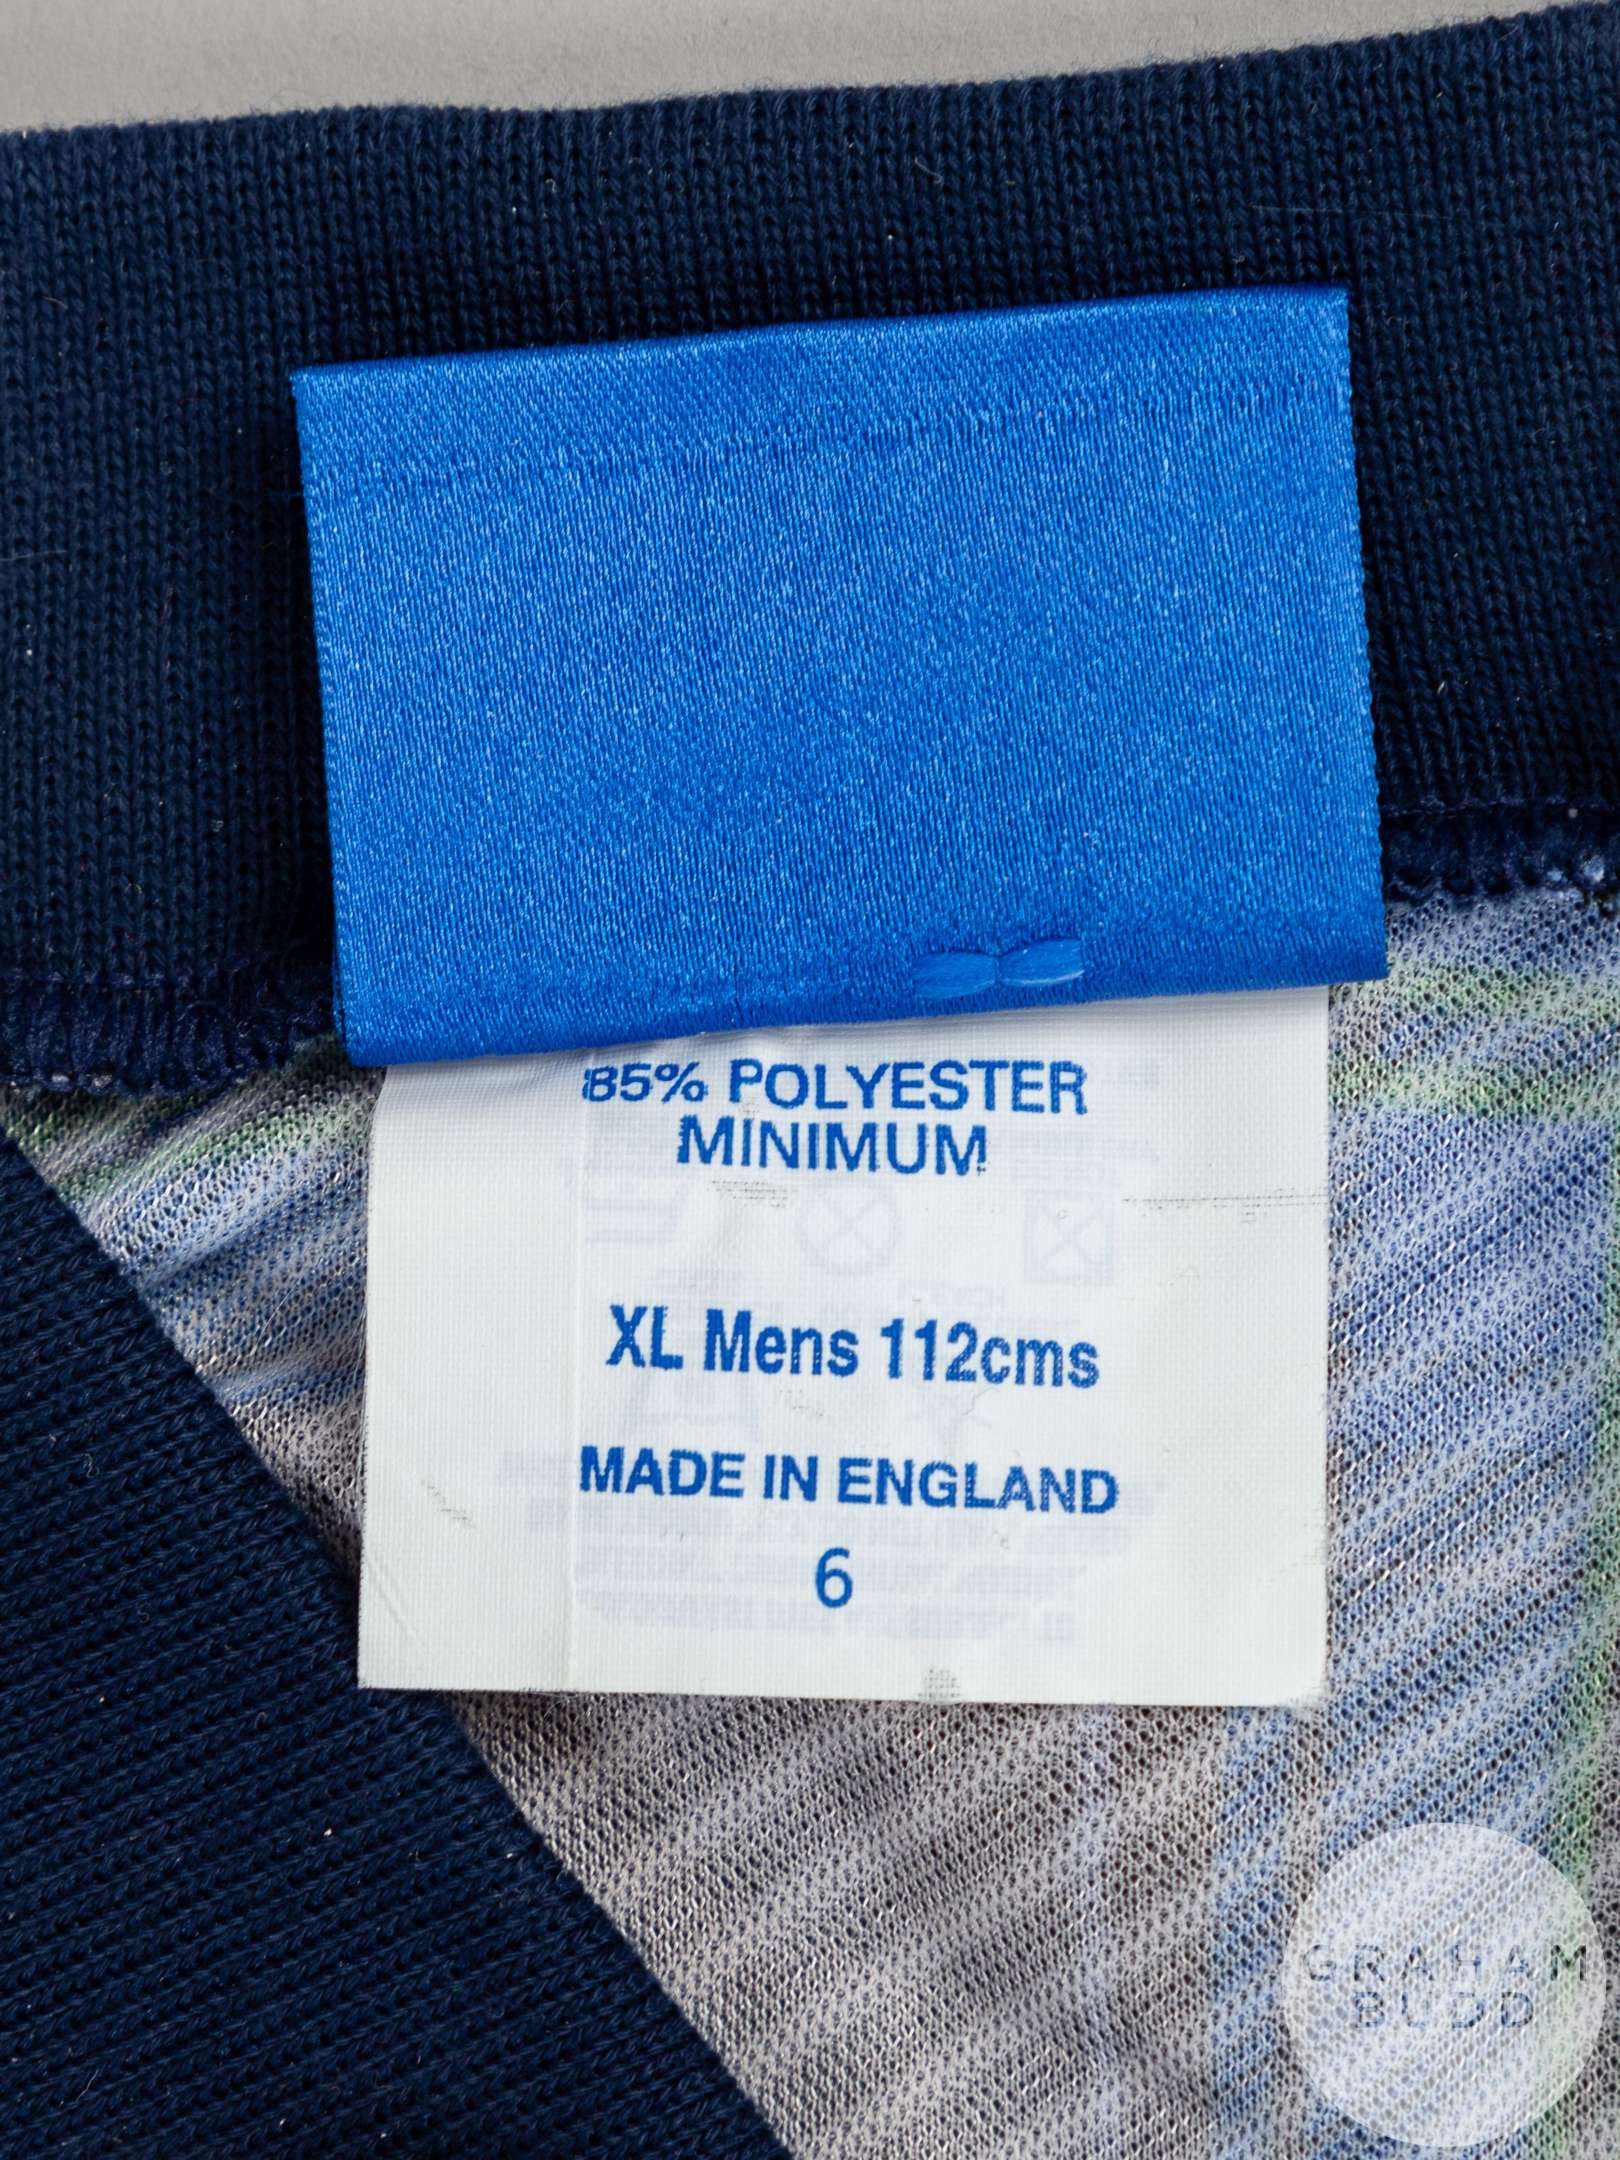 85% POLYESTER
MINIMUM
XL Mens 112cms
MADE IN ENGLAND
6
GRAHAM
BUDD